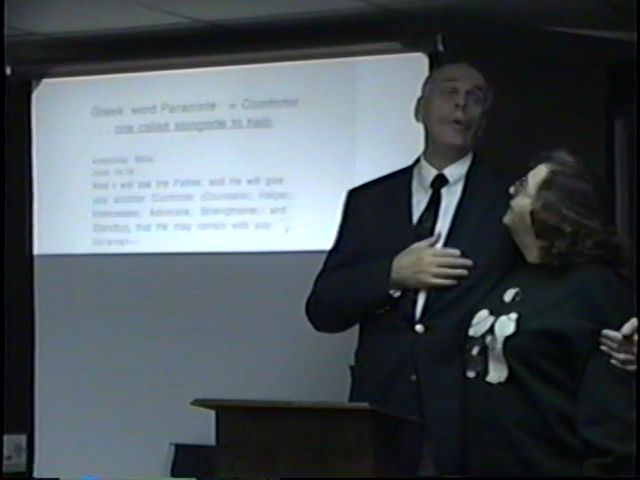 Greek word Paraclete = Comforter
... one called alongside to help.
Amplified Bible
John 14:16
And I will ask the Father, and He will give
you another Comforter (Counselor, Helper,
Intercessor, Advocate, Strengthener, and
Standby), that He may remain with you